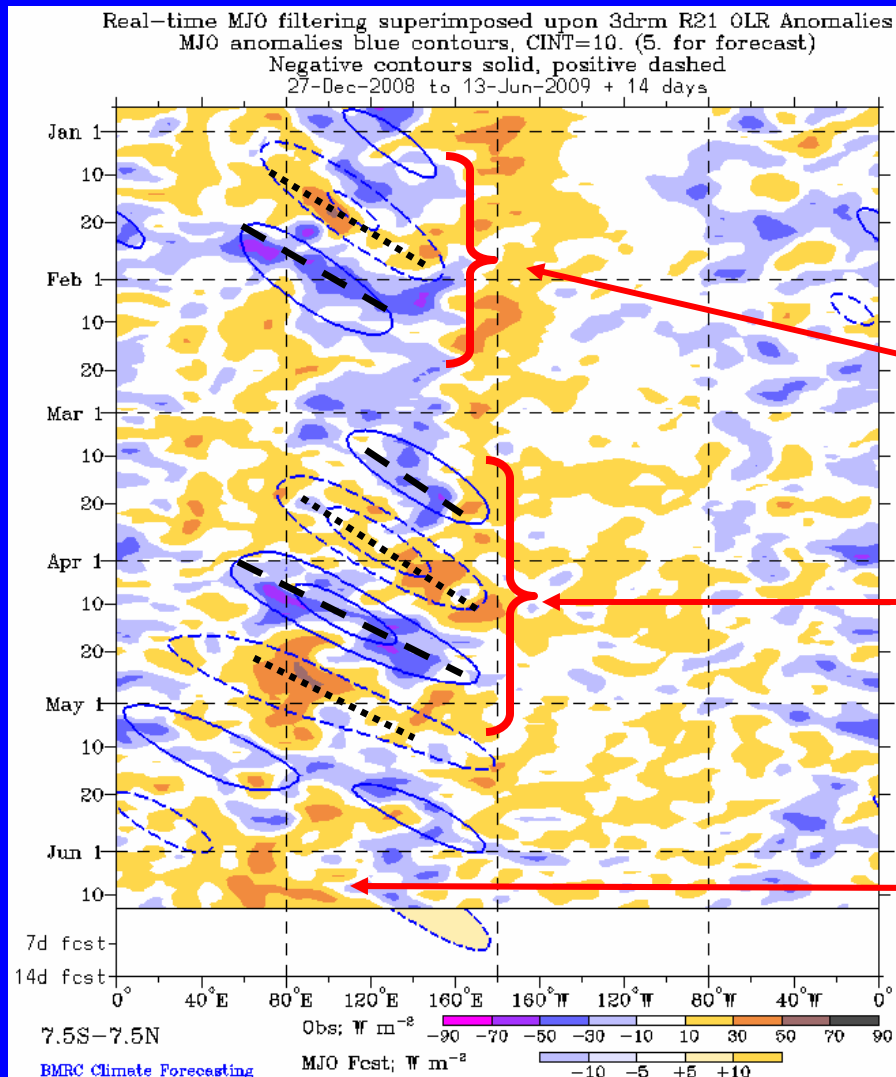 Real-time MJO filtering superimposed upon 3drm R21 OLR Anomalies
MJO anomalies blue contours, CINT=10. (5. for forecast)
Negative contours solid, positive dashed
27-Dec-2008 to 13-Jun-2009 + 14 days
Jan 1
10
20
Feb 1
10
20
Mar 1
10
20
Apr 1
10
20
May 1
10
20
Jun 1
10
7d fcst
14d fcst
0° 40°E 80°E 120°E 160°E 160°W 120°W 80°W 40°W 0°
7.5S-7.5N
Obs; W m⁻²
-90 -70 -50 -30 -10 10 30 50 70 90
BMRC Climate Forecasting
MJO Fcst; W m⁻²
-10 -5 +5 +10